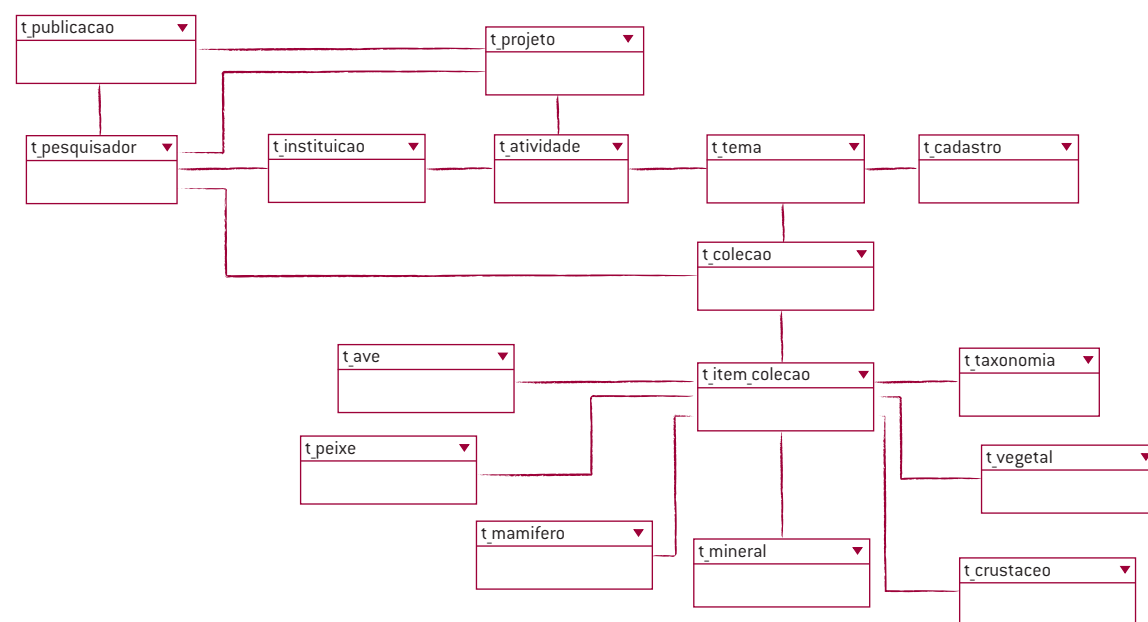 t_publicacao
t_projeto
t_pesquisador
t_instituicao
t_atividade
t_tema
t_cadastro
t_colecao
t_ave
t_item_colecao
t_taxonomia
t_peixe
t_vegetal
t_mamifero
t_mineral
t_crustaceo